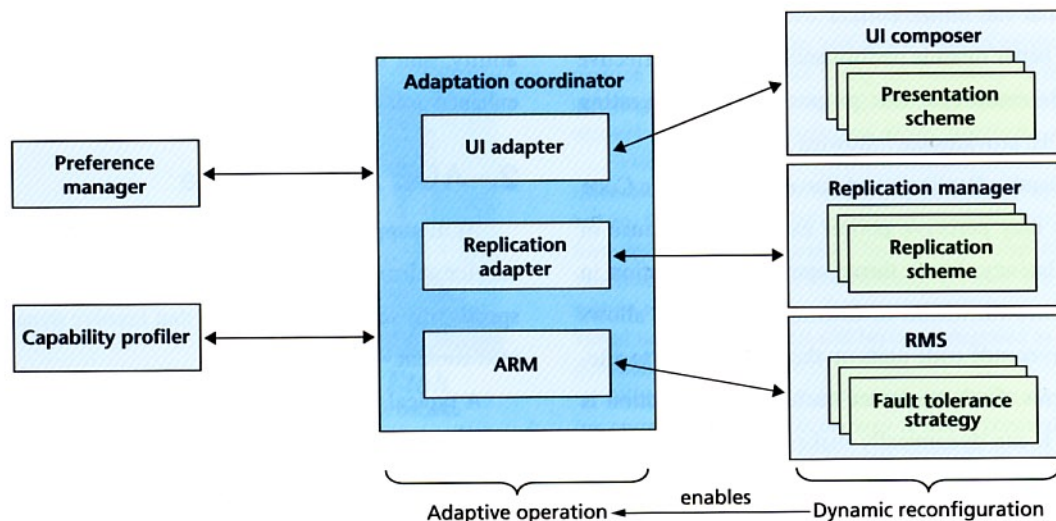 Preference
manager
Capability profiler
Adaptation coordinator
UI adapter
Replication
adapter
ARM
UI composer
Presentation
scheme
Replication manager
Replication
scheme
RMS
Fault tolerance
strategy
Adaptive operation
enables
Dynamic reconfiguration